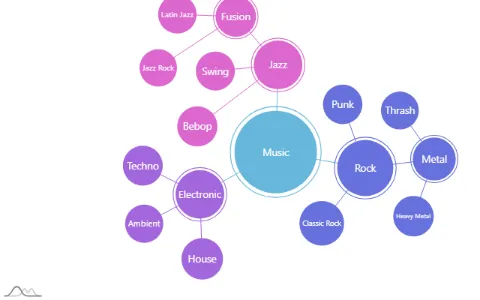 Latin Jazz
Fusion
Jazz Rock
Swing
Jazz
Bebop
Punk
Thrash
Music
Rock
Metal
Techno
Electronic
Ambient
House
Classic Rock
Heavy Metal